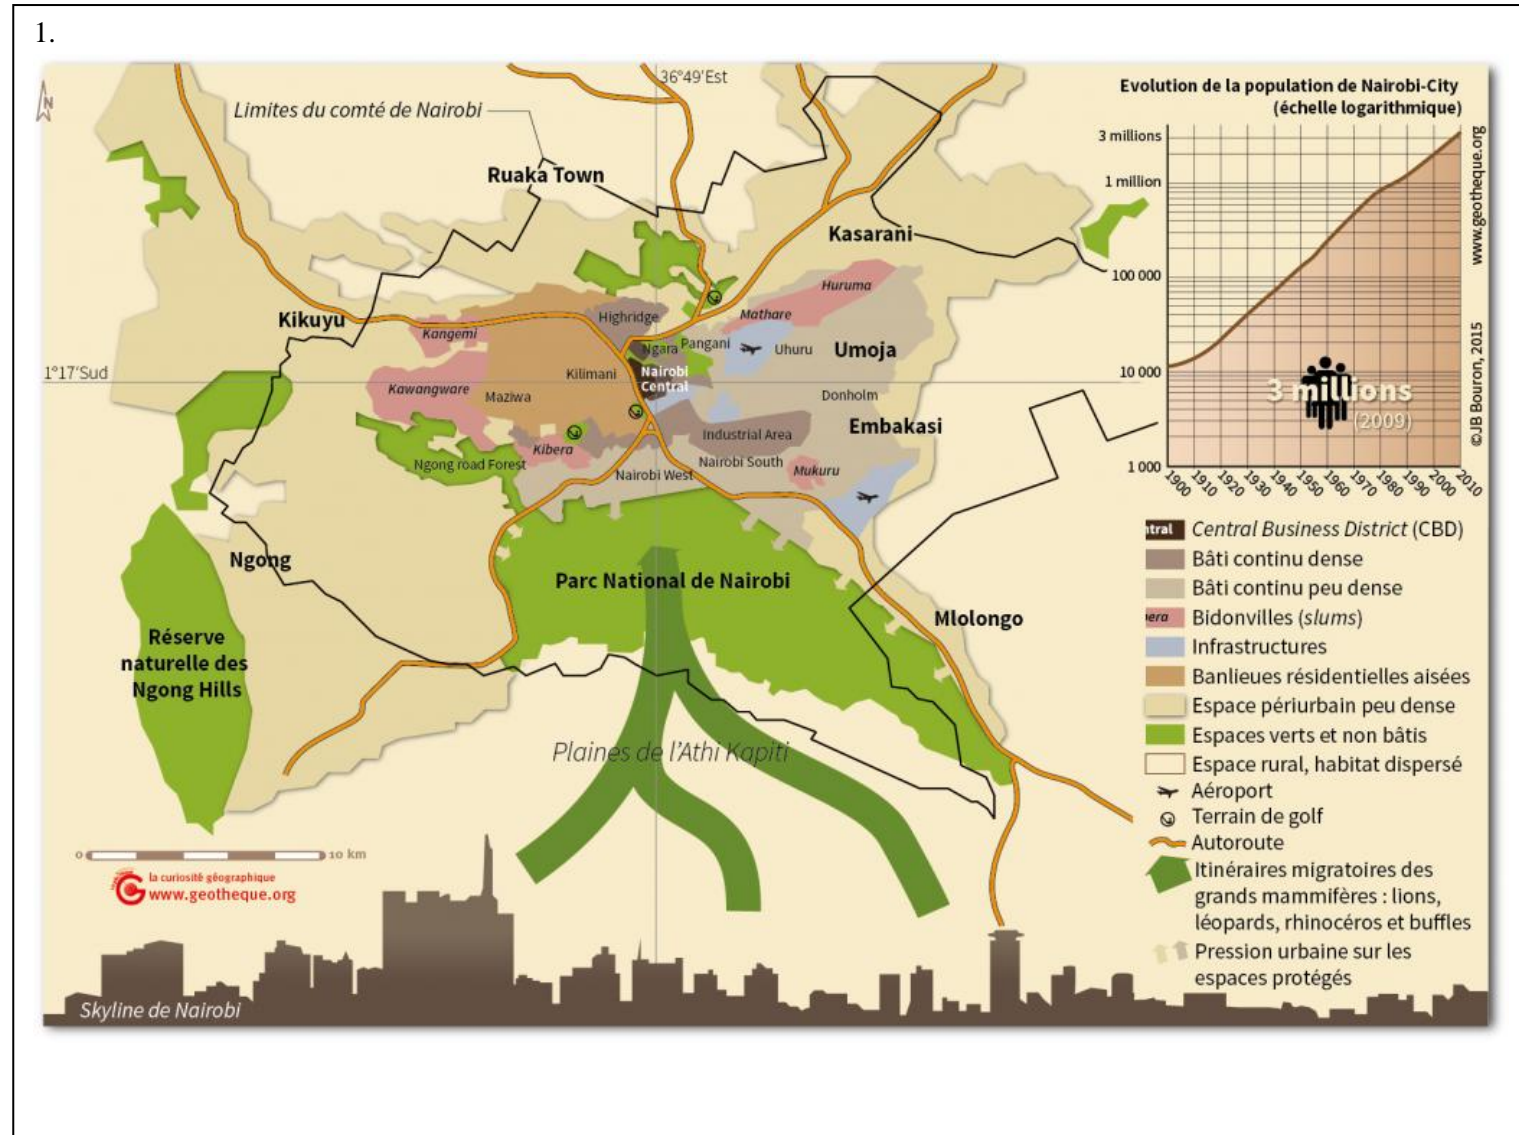 1.
36°49'Est
Limites du comté de Nairobi
Ruaka Town
Kasarani
Huruma
Mathare
Highridge
Kikuyu
Kangemi
Ngara
Pangani
Uhuru
Umoja
1°17'Sud
Kilimani
Nairobi
Central
Kawangware
Maziwa
Donholm
Embakasi
Industrial Area
Kibera
Ngong road Forest
Nairobi South
Nairobi West
Mukuru
Ngong
Parc National de Nairobi
Mlolongo
Réserve
naturelle des
Ngong Hills
Plaines de l'Athi Kapiti
0
10 km
la curiosité géographique
www.geotheque.org
Skyline de Nairobi
N
Evolution de la population de Nairobi-City
(échelle logarithmique)
3 millions
1 million
100 000
10 000
1 000
3 millions
(2009)
1900
1910
1920
1930
1940
1950
1960
1970
1980
1990
2000
2010
www.geotheque.org
©JB Bouron, 2015
ntral
Central Business District (CBD)
Bâti continu dense
Bâti continu peu dense
era
Bidonvilles (slums)
Infrastructures
Banlieues résidentielles aisées
Espace périurbain peu dense
Espaces verts et non bâtis
Espace rural, habitat dispersé
Aéroport
Terrain de golf
Autoroute
Itinéraires migratoires des
grands mammifères : lions,
léopards, rhinocéros et buffles
Pression urbaine sur les
espaces protégés